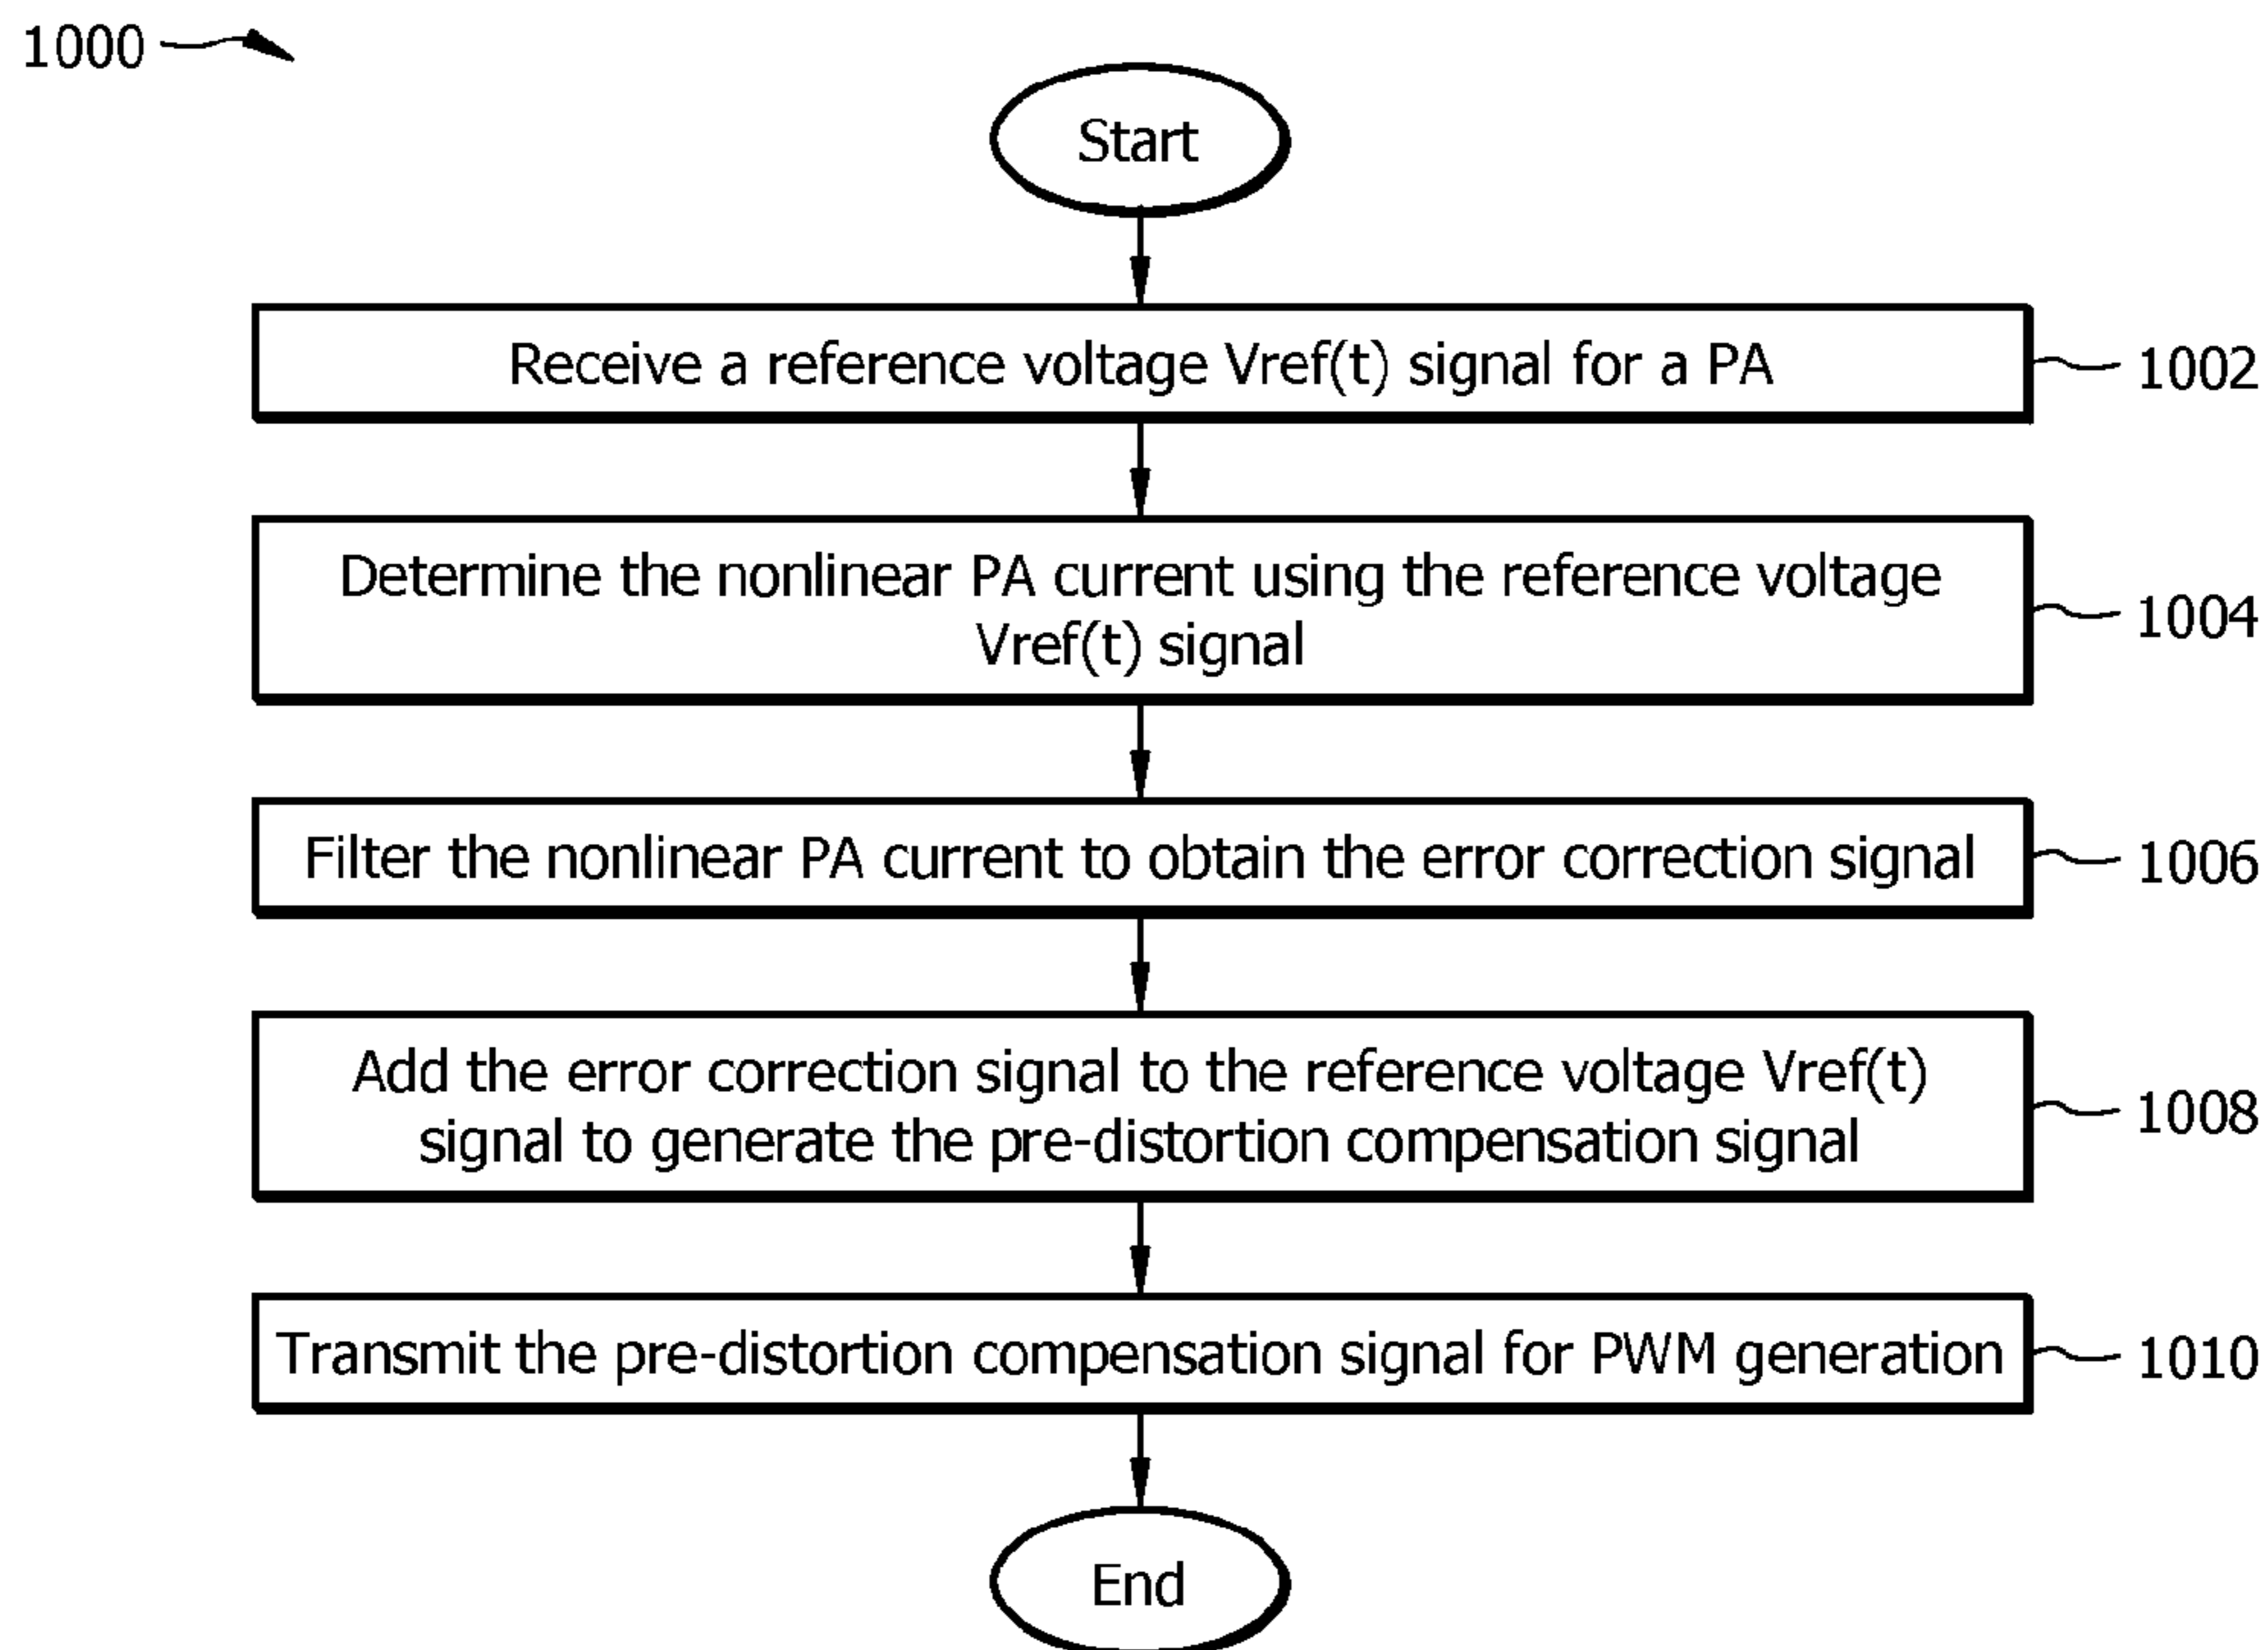 1000
Start
Receive a reference voltage Vref(t) signal for a PA
1002
Determine the nonlinear PA current using the reference voltage
Vref(t) signal
1004
Filter the nonlinear PA current to obtain the error correction signal
1006
Add the error correction signal to the reference voltage Vref(t)
signal to generate the pre-distortion compensation signal
1008
Transmit the pre-distortion compensation signal for PWM generation
1010
End